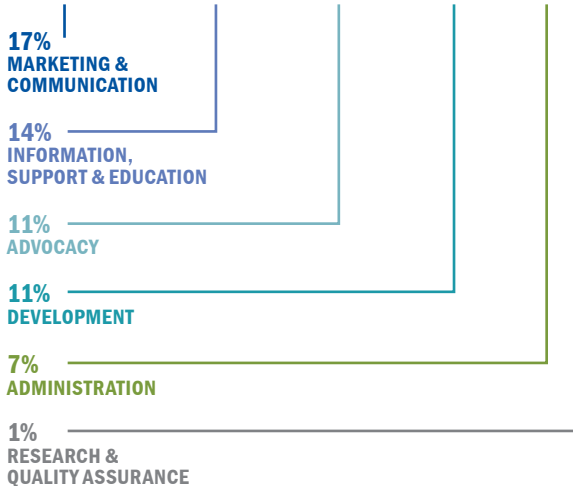 17%
MARKETING &
COMMUNICATION
14%
INFORMATION,
SUPPORT & EDUCATION
11%
ADVOCACY
11%
DEVELOPMENT
7%
ADMINISTRATION
1%
RESEARCH &
QUALITY ASSURANCE